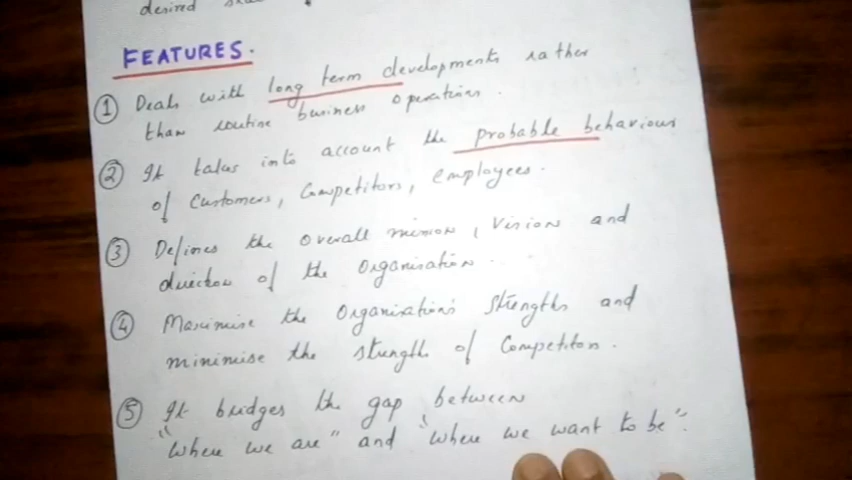 desired
FEATURES.
① Deals with long term developments rather
than routine business operations.
② It takes into account the probable behaviour
of Customers, Competitors, employees.
③ Defines the overall mission, Vision and
direction of the Organisation.
④ Maximise the Organisation's strengths and
minimise the strength of Competitors.
⑤ It bridges the gap between
"where we are" and "where we want to be".